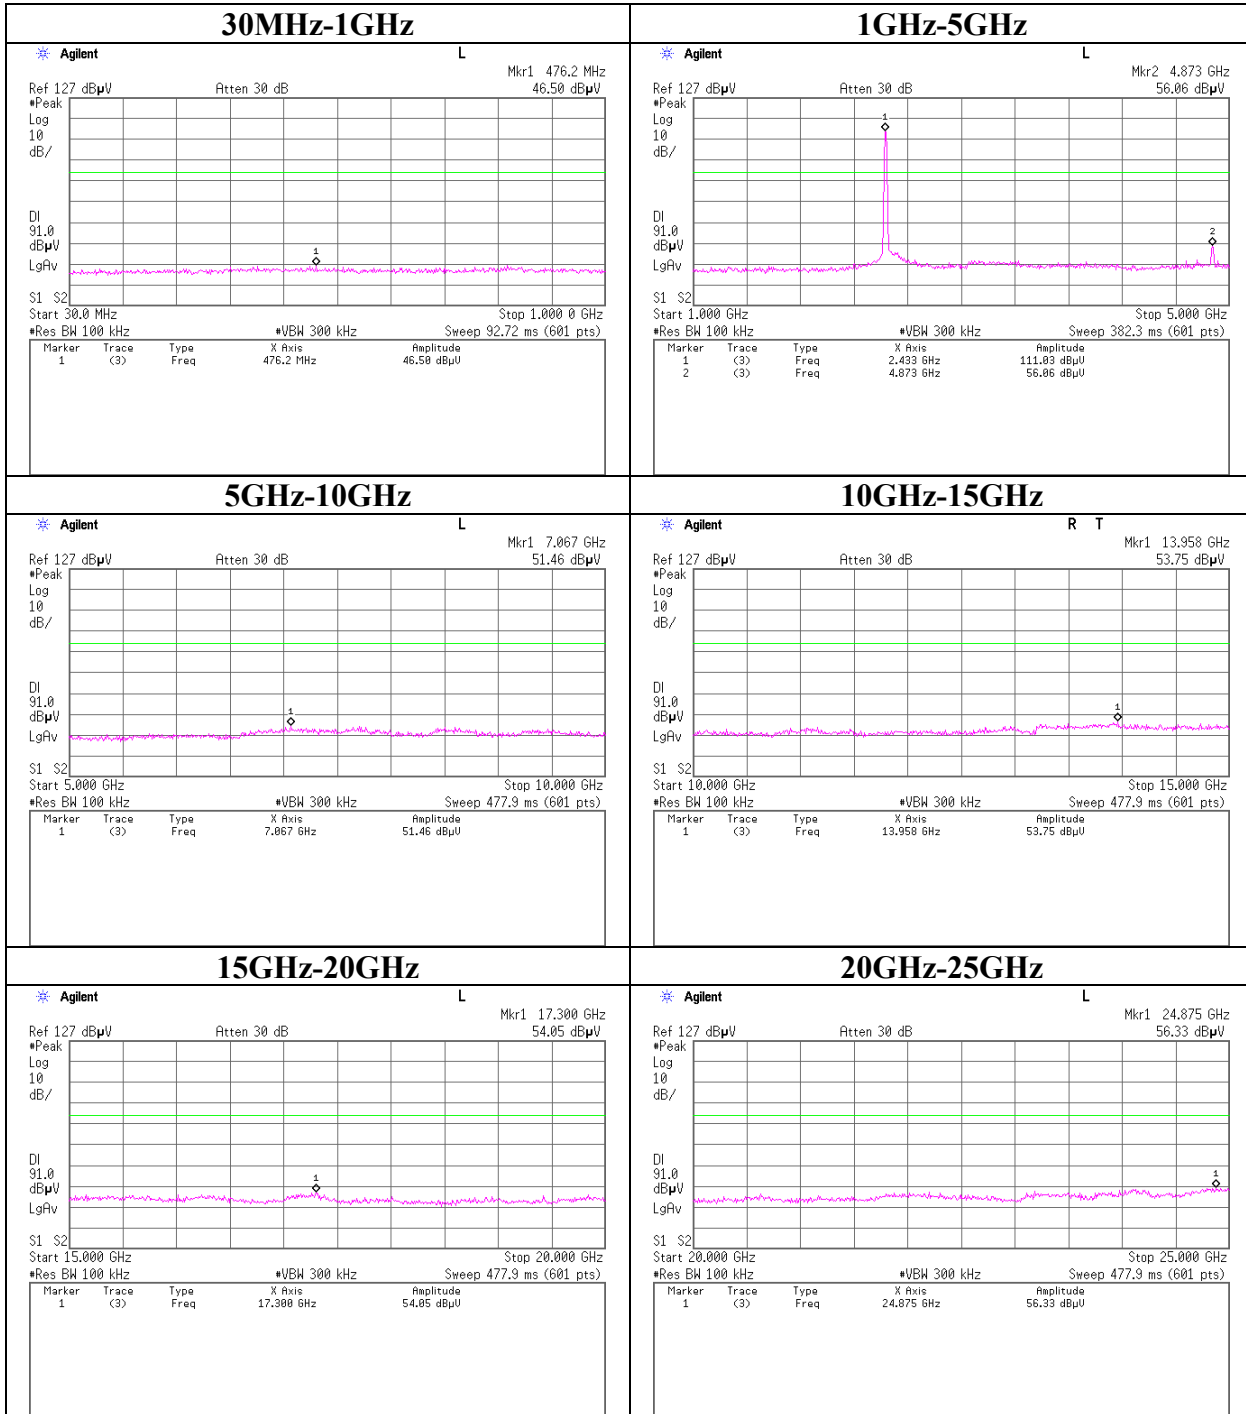 30MHz-1GHz
Agilent L
Mkr1 476.2 MHz
Ref 127 dBµV Atten 30 dB 46.50 dBµV
#Peak
Log
10
dB/
DI
91.0
dBµV
LgAv
1
S1 S2
Start 30.0 MHz Stop 1.000 0 GHz
#Res BW 100 kHz #VBW 300 kHz Sweep 92.72 ms (601 pts)
Marker Trace Type X Axis Amplitude
1 (3) Freq 476.2 MHz 46.50 dBµV
1GHz-5GHz
Agilent L
Mkr2 4.873 GHz
Ref 127 dBµV Atten 30 dB 56.06 dBµV
#Peak
Log
10
dB/
1
DI
91.0
dBµV
LgAv
2
S1 S2
Start 1.000 GHz Stop 5.000 GHz
#Res BW 100 kHz #VBW 300 kHz Sweep 382.3 ms (601 pts)
Marker Trace Type X Axis Amplitude
1 (3) Freq 2.433 GHz 111.03 dBµV
2 (3) Freq 4.873 GHz 56.06 dBµV
5GHz-10GHz
Agilent L
Mkr1 7.067 GHz
Ref 127 dBµV Atten 30 dB 51.46 dBµV
#Peak
Log
10
dB/
DI
91.0
dBµV
LgAv
1
S1 S2
Start 5.000 GHz Stop 10.000 GHz
#Res BW 100 kHz #VBW 300 kHz Sweep 477.9 ms (601 pts)
Marker Trace Type X Axis Amplitude
1 (3) Freq 7.067 GHz 51.46 dBµV
10GHz-15GHz
Agilent R T
Mkr1 13.958 GHz
Ref 127 dBµV Atten 30 dB 53.75 dBµV
#Peak
Log
10
dB/
DI
91.0
dBµV
LgAv
1
S1 S2
Start 10.000 GHz Stop 15.000 GHz
#Res BW 100 kHz #VBW 300 kHz Sweep 477.9 ms (601 pts)
Marker Trace Type X Axis Amplitude
1 (3) Freq 13.958 GHz 53.75 dBµV
15GHz-20GHz
Agilent L
Mkr1 17.300 GHz
Ref 127 dBµV Atten 30 dB 54.05 dBµV
#Peak
Log
10
dB/
DI
91.0
dBµV
LgAv
1
S1 S2
Start 15.000 GHz Stop 20.000 GHz
#Res BW 100 kHz #VBW 300 kHz Sweep 477.9 ms (601 pts)
Marker Trace Type X Axis Amplitude
1 (3) Freq 17.300 GHz 54.05 dBµV
20GHz-25GHz
Agilent L
Mkr1 24.875 GHz
Ref 127 dBµV Atten 30 dB 56.33 dBµV
#Peak
Log
10
dB/
DI
91.0
dBµV
LgAv
1
S1 S2
Start 20.000 GHz Stop 25.000 GHz
#Res BW 100 kHz #VBW 300 kHz Sweep 477.9 ms (601 pts)
Marker Trace Type X Axis Amplitude
1 (3) Freq 24.875 GHz 56.33 dBµV